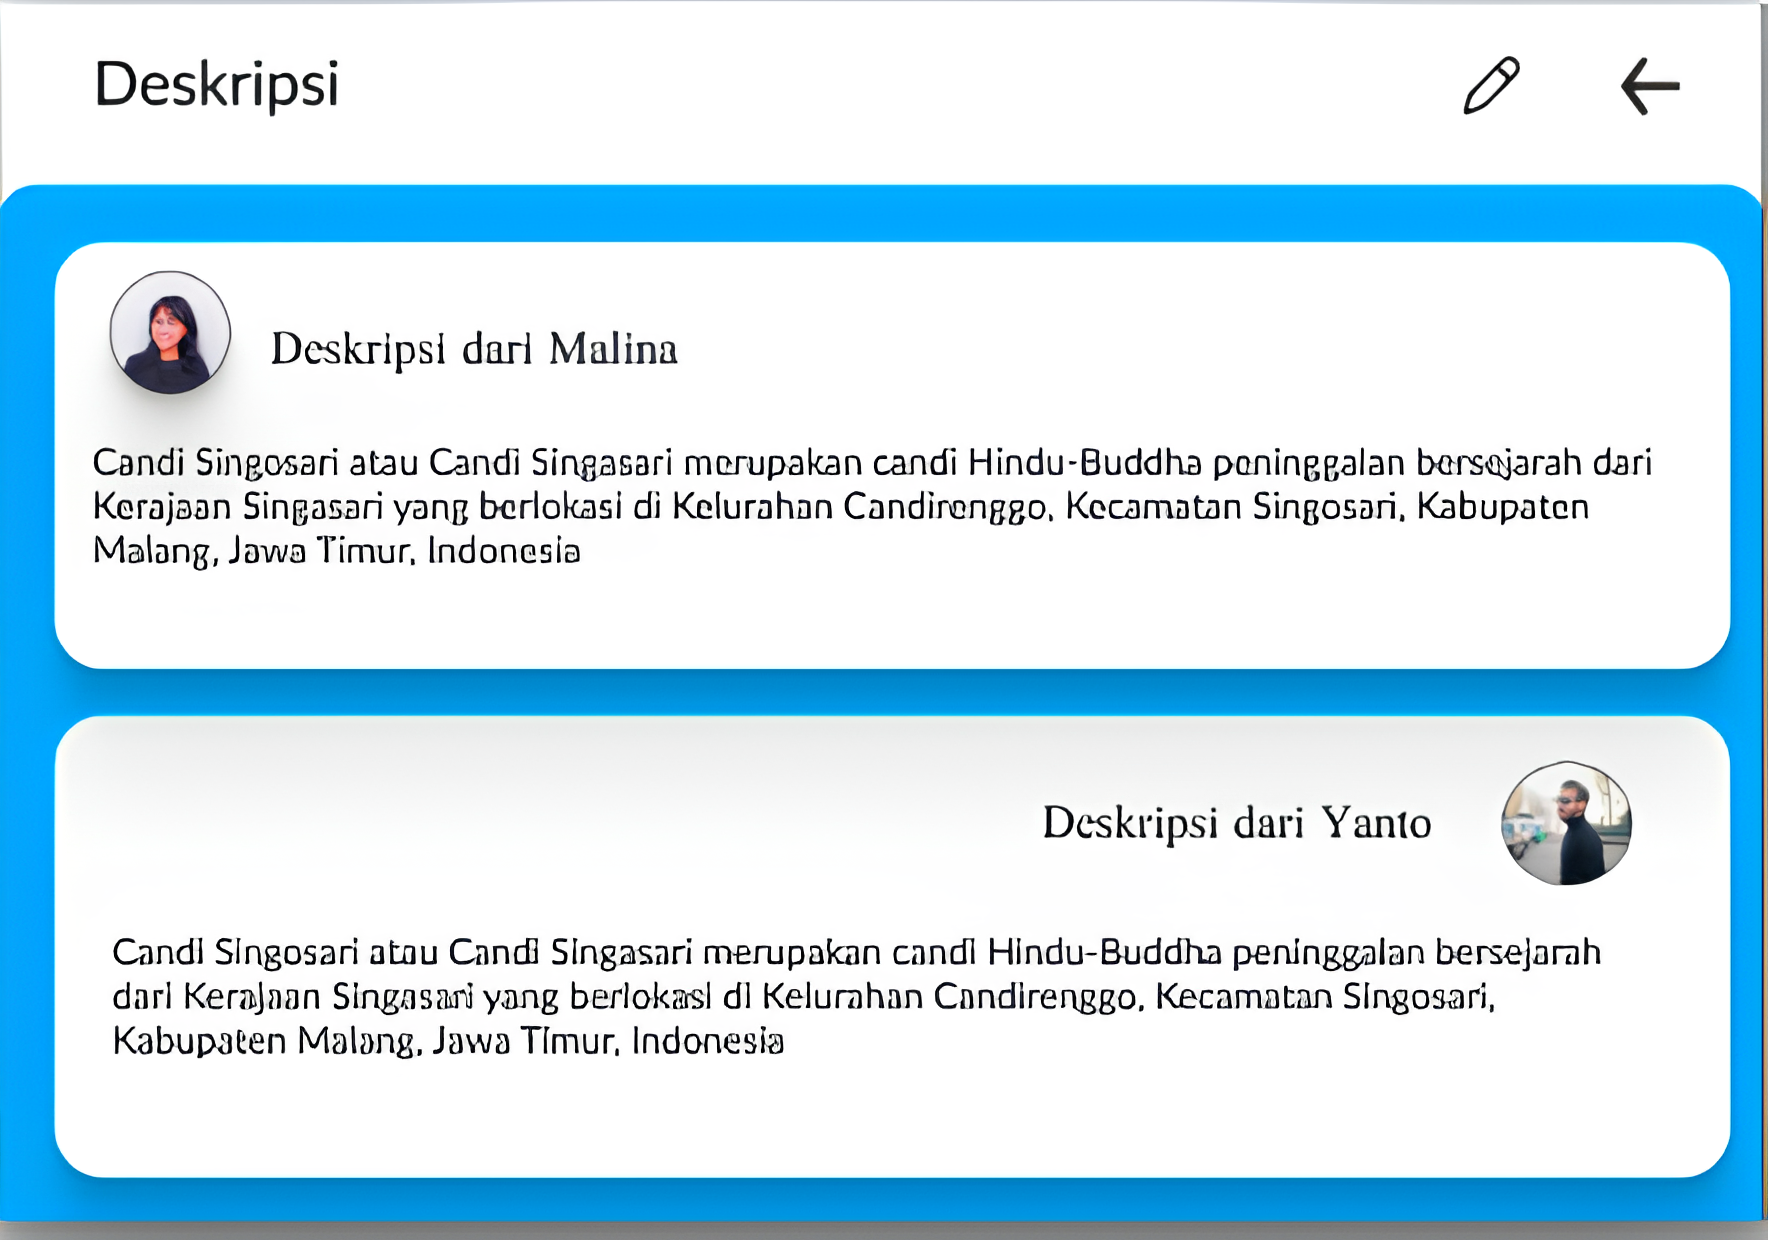 Deskripsi
Deskripsi dari Malina
Candi Singosari atau Candi Singasari merupakan candi Hindu-Buddha peninggalan bersejarah dari
Kerajaan Singasari yang berlokasi di Kelurahan Candirenggo, Kecamatan Singosari, Kabupaten
Malang, Jawa Timur, Indonesia
Deskripsi dari Yanto
Candi Singosari atau Candi Singasari merupakan candi Hindu-Buddha peninggalan bersejarah
dari Kerajaan Singasari yang berlokasi di Kelurahan Candirenggo, Kecamatan Singosari,
Kabupaten Malang, Jawa Timur, Indonesia